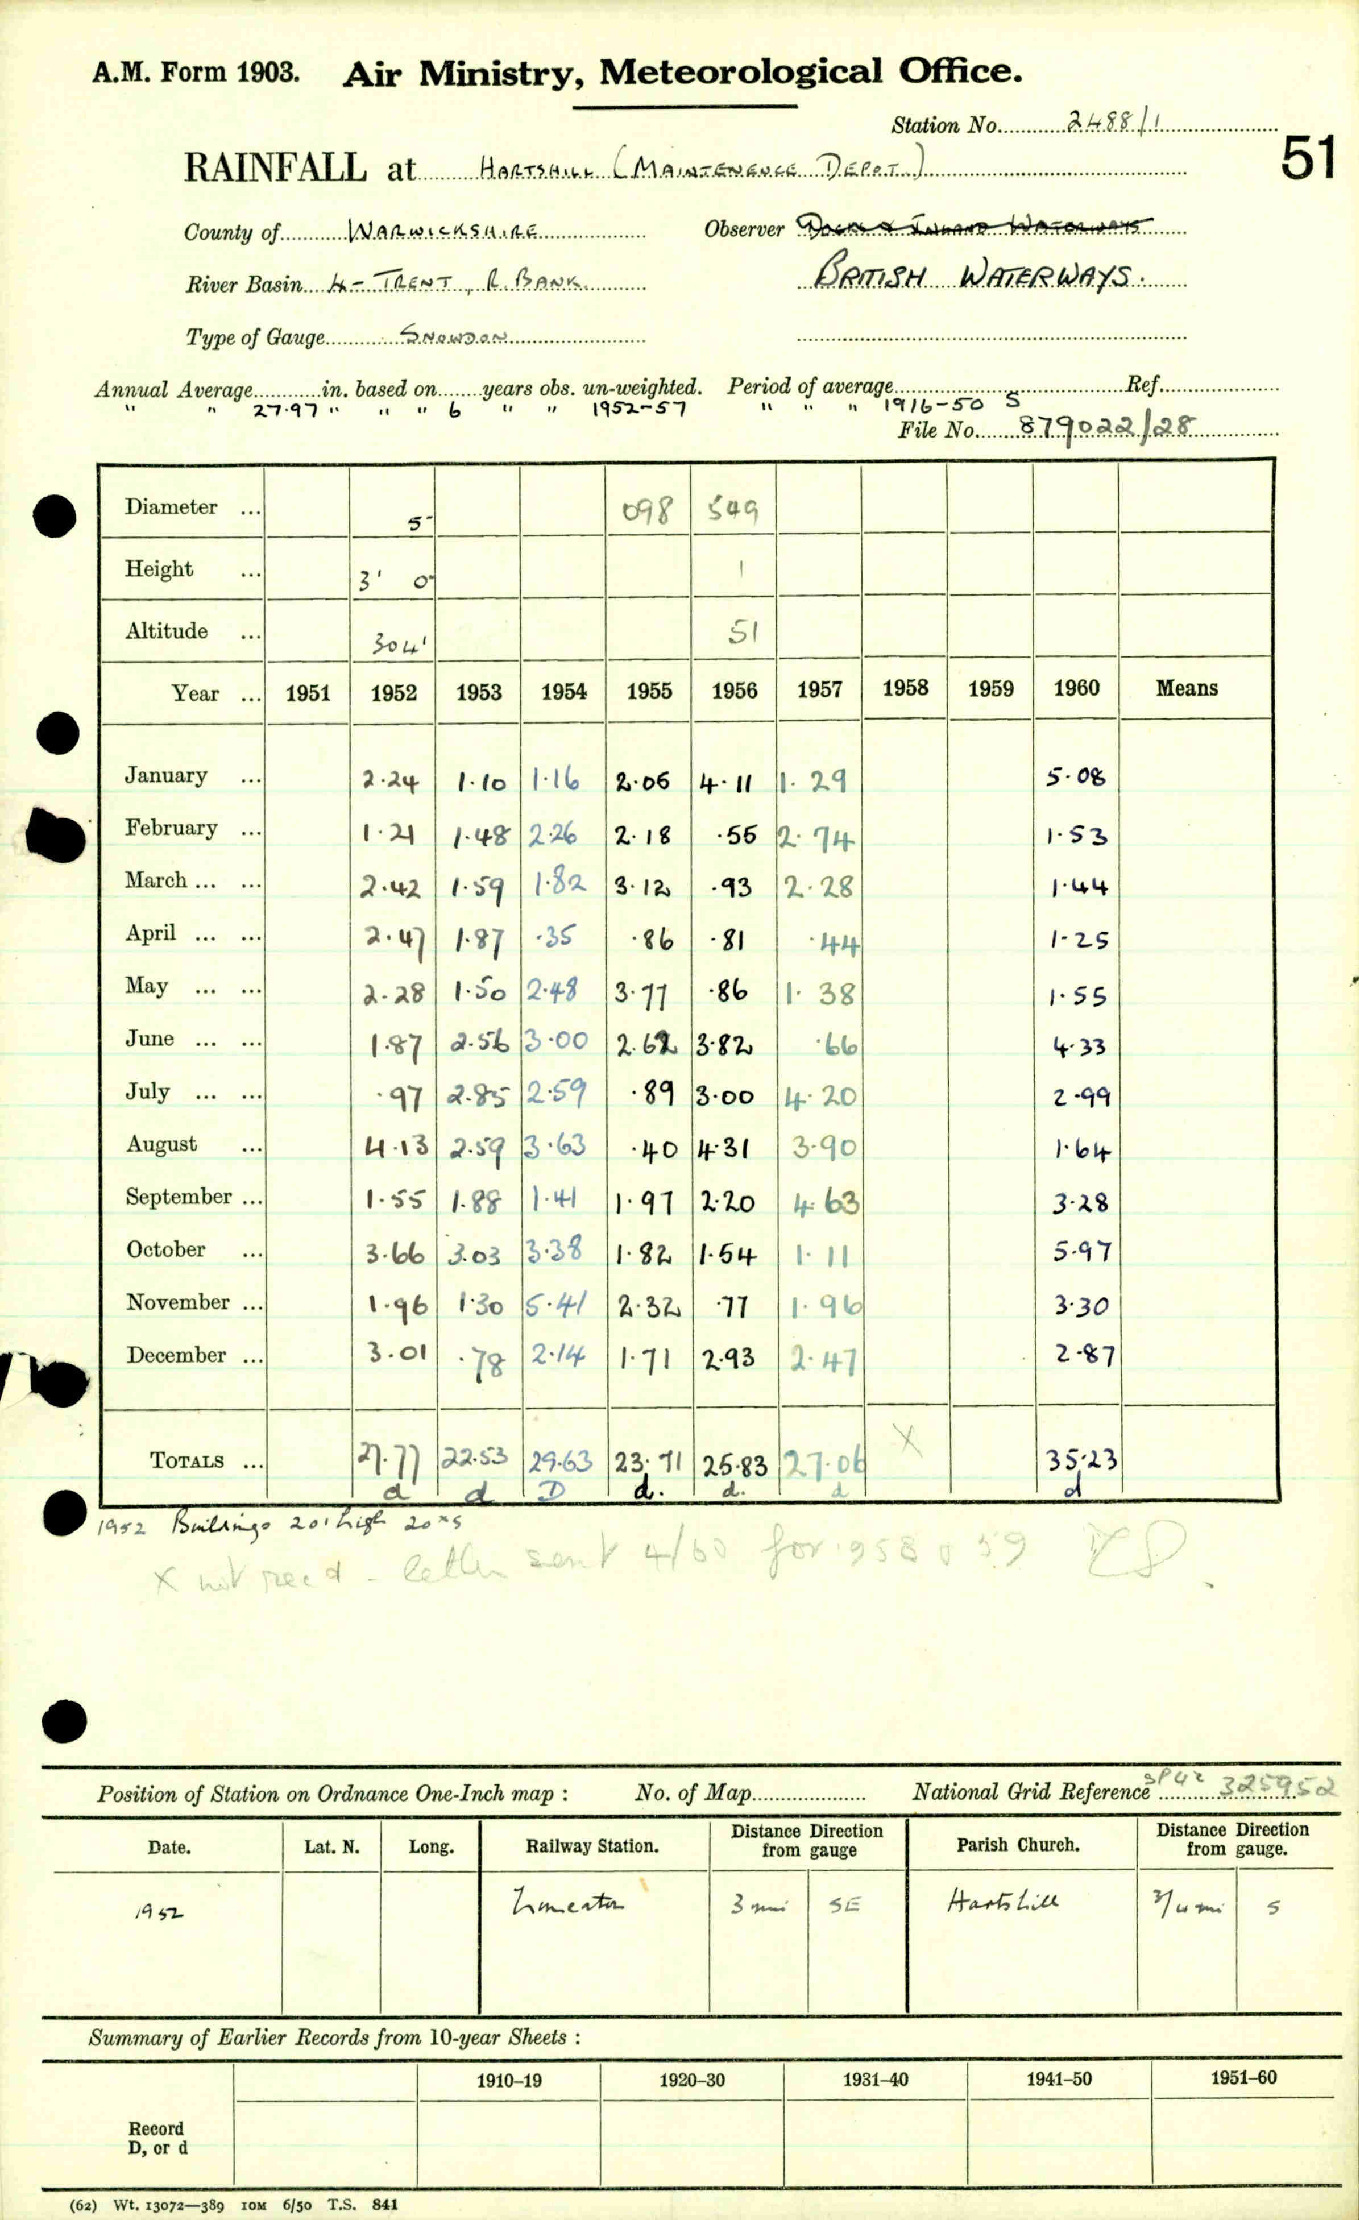 A.M. Form 1903. Air Ministry, Meteorological Office.
Station No. 2488/1
51
RAINFALL at HARTSHILL (MAINTENENCE DEPOT.)
County of WARWICKSHIRE Observer DOCKS & INLAND WATERWAYS
River Basin 4 - TRENT, R. BANK. BRITISH WATERWAYS.
Type of Gauge SNOWDON
Annual Average in. based on years obs. un-weighted. Period of average Ref.
" " 27.97 " " " 6 " " 1952-57 " " " 1916-50 S
File No. 879022/28
Diameter ... 5" 098 549
Height ... 3' 0" 1
Altitude ... 304' 51
Year ... 1951 1952 1953 1954 1955 1956 1957 1958 1959 1960 Means
January ... 2.24 1.10 1.16 2.06 4.11 1.29 5.08
February ... 1.21 1.48 2.26 2.18 .55 2.74 1.53
March ... ... 2.42 1.59 1.82 3.12 .93 2.28 1.44
April ... ... 2.47 1.87 .35 .86 .81 .44 1.25
May ... ... 2.28 1.50 2.48 3.77 .86 1.38 1.55
June ... ... 1.87 2.56 3.00 2.62 3.82 .66 4.33
July ... ... .97 2.85 2.59 .89 3.00 4.20 2.99
August ... 4.13 2.59 3.63 .40 4.31 3.90 1.64
September ... 1.55 1.88 1.41 1.97 2.20 4.63 3.28
October ... 3.66 3.03 3.38 1.82 1.54 1.11 5.97
November ... 1.96 1.30 5.41 2.32 .77 1.96 3.30
December ... 3.01 .78 2.14 1.71 2.93 2.47 2.87
TOTALS ... 27.77 22.53 29.63 23.71 25.83 27.06 X 35.23
d d D d. d. d d
1952 Buildings 20' high 20
X not recd - letter sent 4/60 for 1958 & 59
Position of Station on Ordnance One-Inch map : No. of Map National Grid Reference SP42 325952
Date. Lat. N. Long. Railway Station. Distance Direction from gauge Parish Church. Distance Direction from gauge.
1952 Nuneaton 3 mi SE Hartshill 3/4 mi S
Summary of Earlier Records from 10-year Sheets :
1910–19 1920–30 1931–40 1941–50 1951–60
Record
D, or d
(62) Wt. 13072—389 10M 6/50 T.S. 841